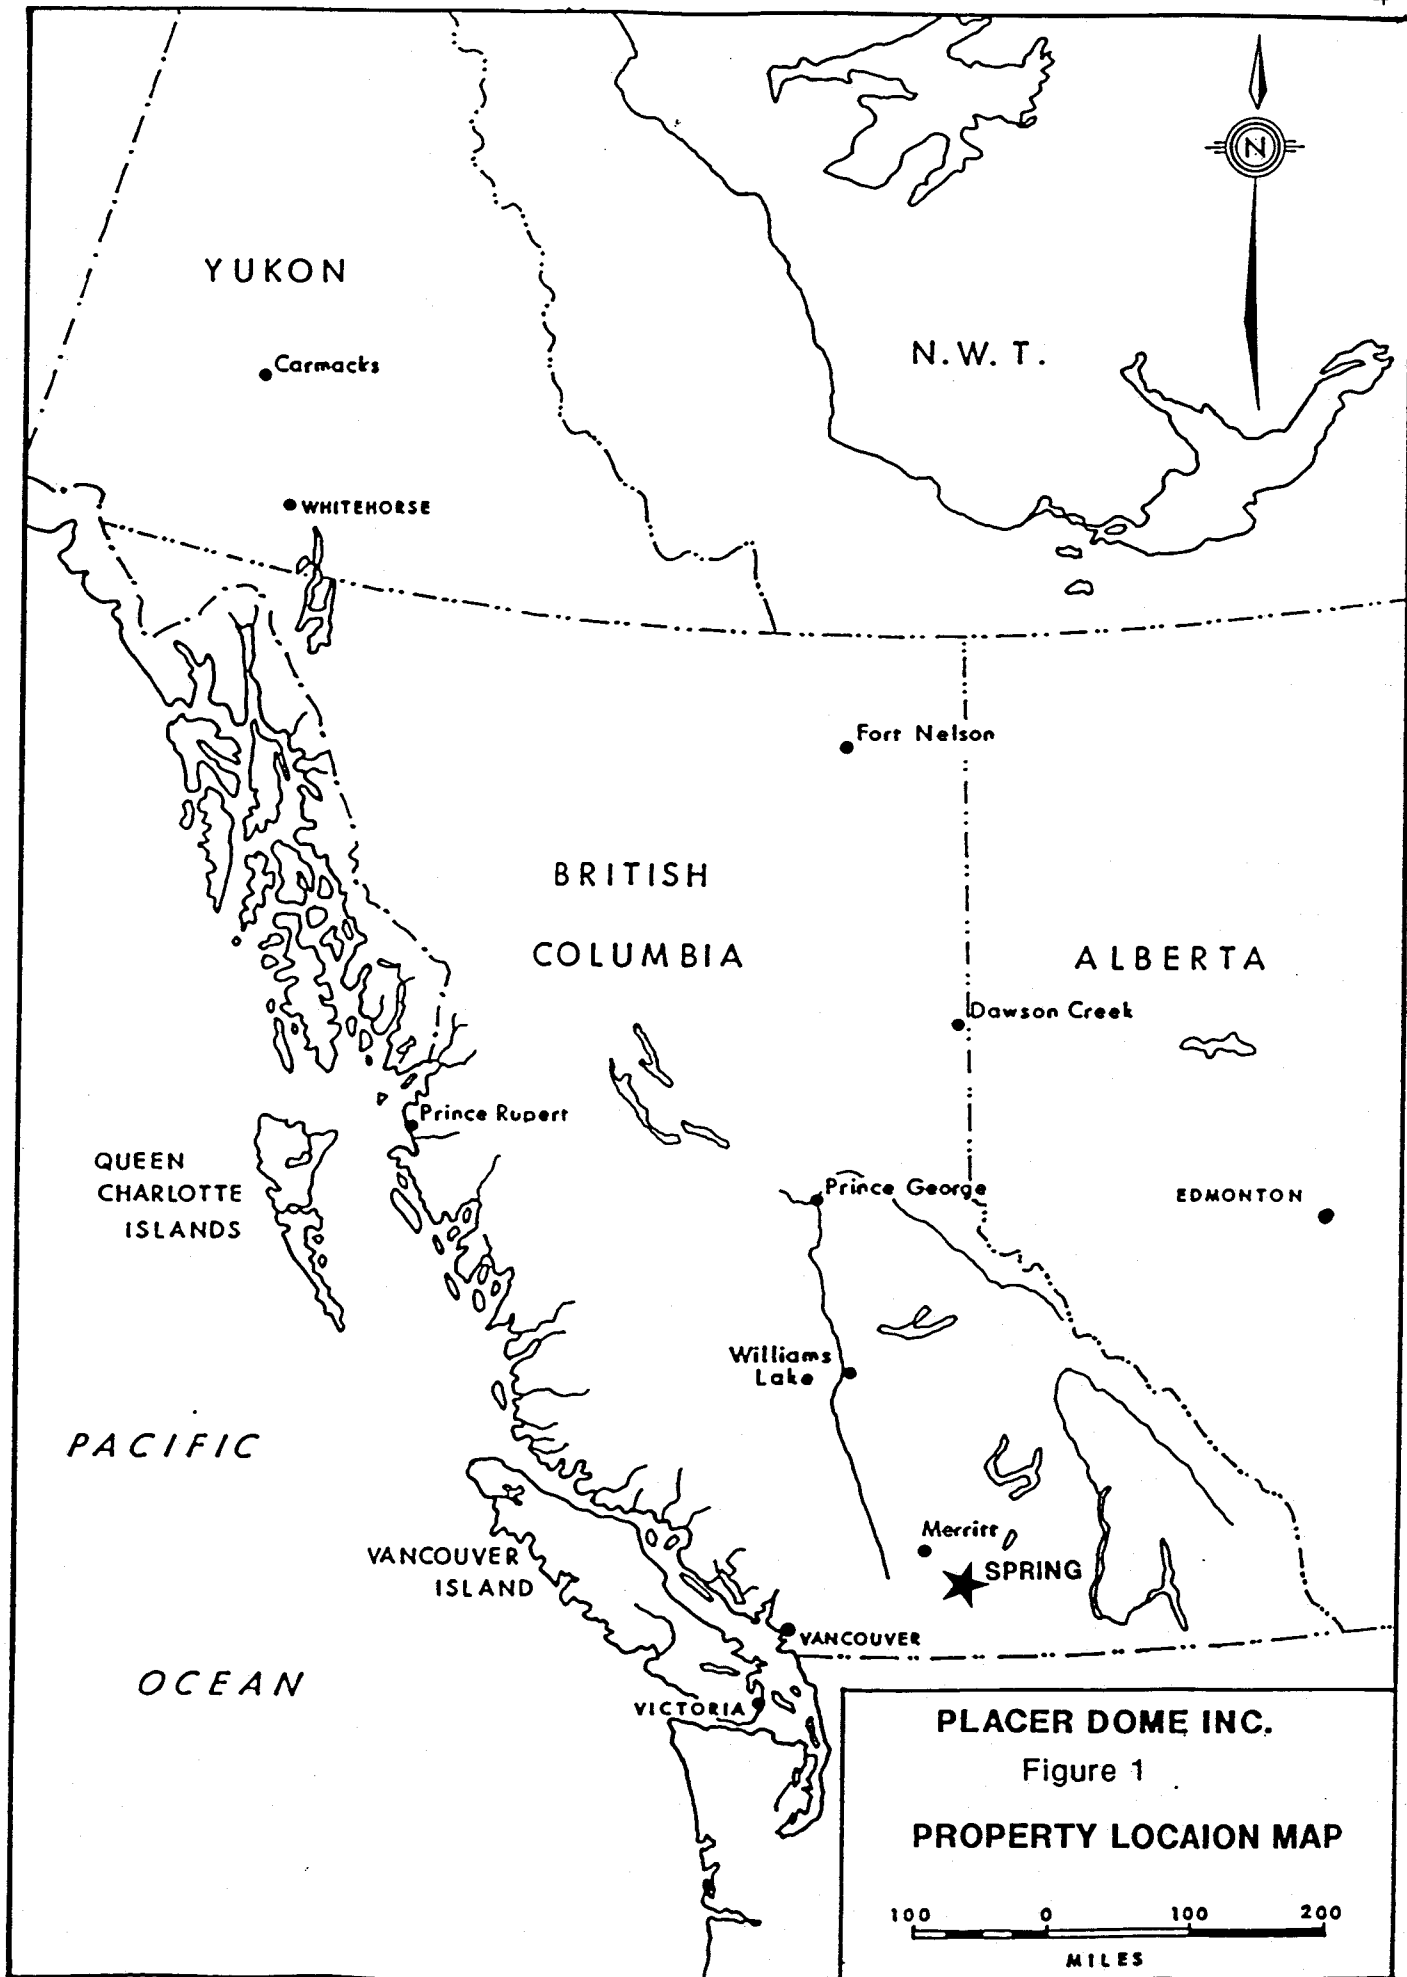 N
YUKON
N.W.T.
Carmacks
WHITEHORSE
Fort Nelson
BRITISH
COLUMBIA
ALBERTA
Dawson Creek
Prince Rupert
QUEEN
CHARLOTTE
ISLANDS
Prince George
EDMONTON
Williams
Lake
PACIFIC
OCEAN
Merritt
SPRING
VANCOUVER
ISLAND
VANCOUVER
VICTORIA
PLACER DOME INC.
Figure 1
PROPERTY LOCAION MAP
100 0 100 200
MILES